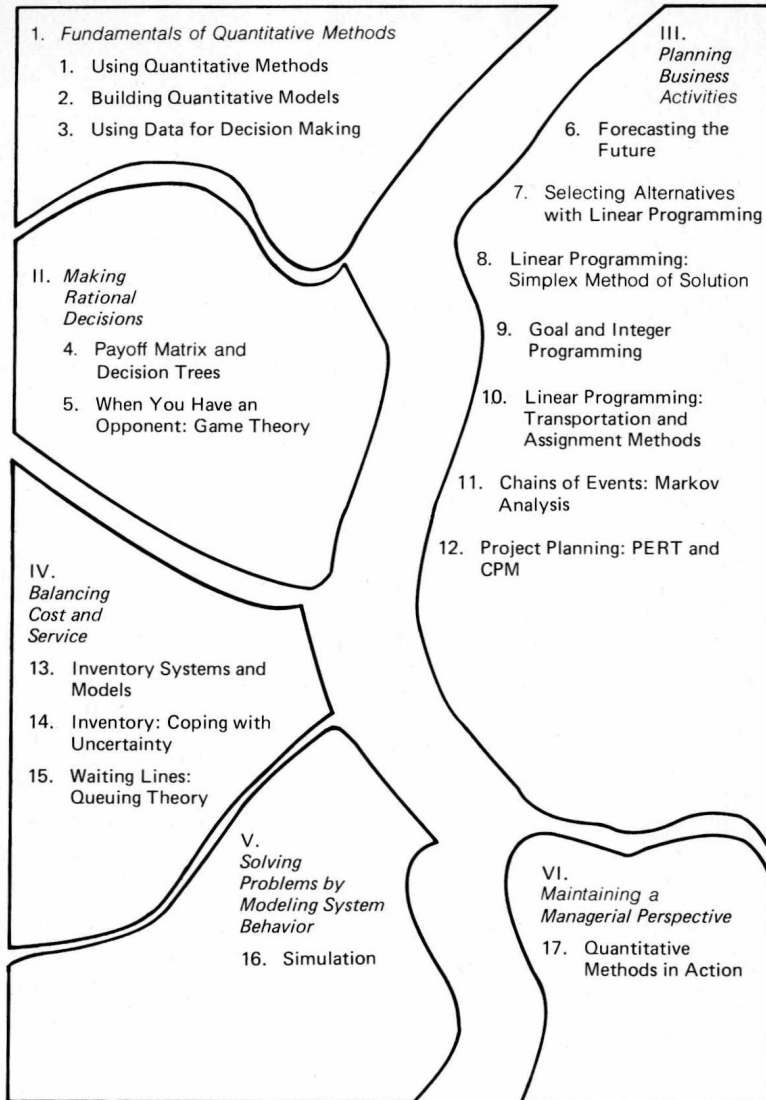 1. Fundamentals of Quantitative Methods
1. Using Quantitative Methods
2. Building Quantitative Models
3. Using Data for Decision Making
II. Making
Rational
Decisions
4. Payoff Matrix and
Decision Trees
5. When You Have an
Opponent: Game Theory
III.
Planning
Business
Activities
6. Forecasting the
Future
7. Selecting Alternatives
with Linear Programming
8. Linear Programming:
Simplex Method of Solution
9. Goal and Integer
Programming
10. Linear Programming:
Transportation and
Assignment Methods
11. Chains of Events: Markov
Analysis
12. Project Planning: PERT and
CPM
IV.
Balancing
Cost and
Service
13. Inventory Systems and
Models
14. Inventory: Coping with
Uncertainty
15. Waiting Lines:
Queuing Theory
V.
Solving
Problems by
Modeling System
Behavior
16. Simulation
VI.
Maintaining a
Managerial Perspective
17. Quantitative
Methods in Action